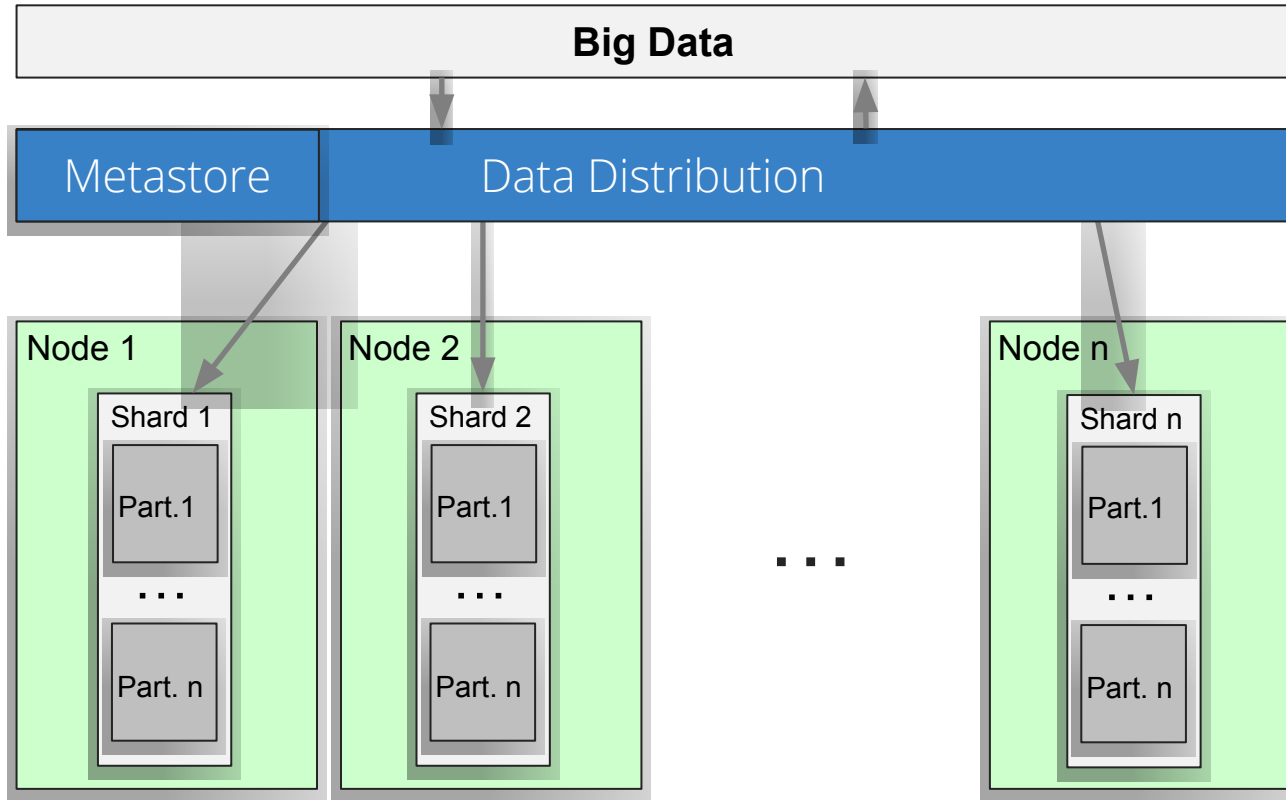 Big Data
Metastore
Data Distribution
Node 1
Node 2
Node n
Shard 1
Part.1
...
Part. n
Shard 2
Part.1
...
Part. n
...
Shard n
Part.1
...
Part. n